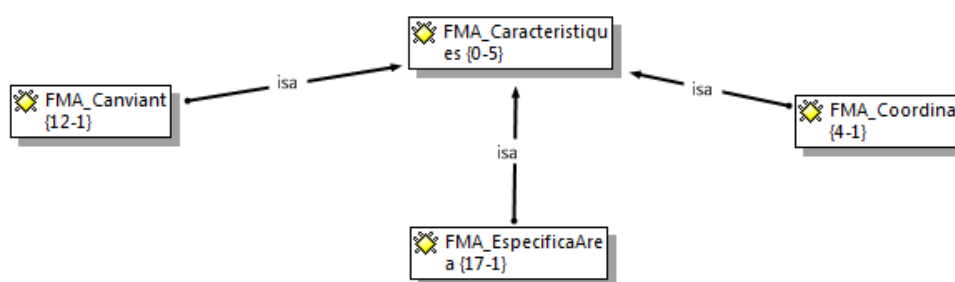 FMA_Caracteristiqu
es {0-5}
isa
FMA_Canviant
{12-1}
isa
FMA_Coordina
{4-1}
isa
FMA_EspecificaAre
a {17-1}